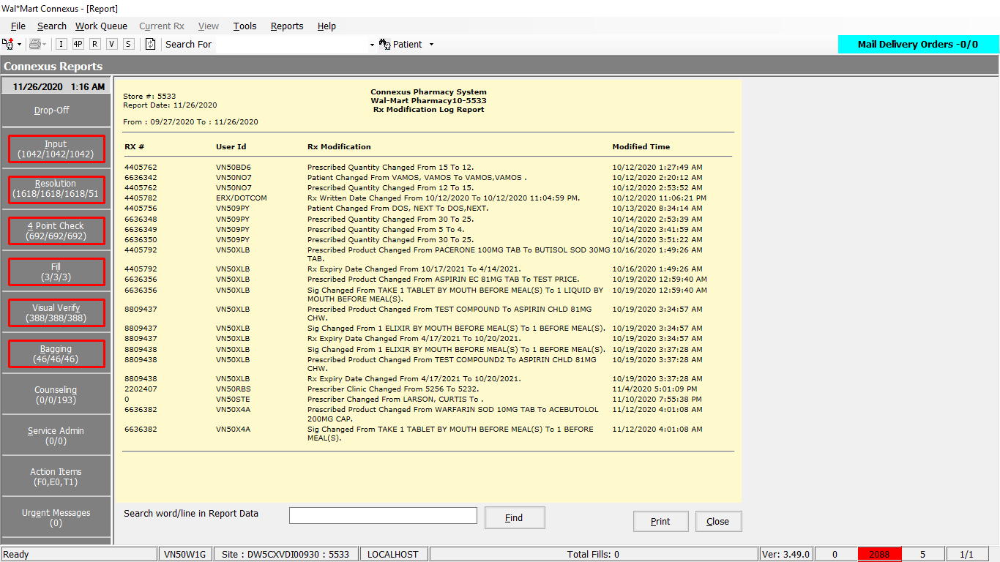 Wal*Mart Connexus - [Report]
File Search Work Queue Current Rx View Tools Reports Help
I 4P R V S Search For Patient Mail Delivery Orders -0/0
Connexus Reports
11/26/2020 1:16 AM
Drop-Off
Input
(1042/1042/1042)
Resolution
(1618/1618/1618/51
4 Point Check
(692/692/692)
Fill
(3/3/3)
Visual Verify
(388/388/388)
Bagging
(46/46/46)
Counseling
(0/0/193)
Service Admin
(0/0)
Action Items
(F0,E0,T1)
Urgent Messages
(0)
Store #: 5533
Report Date: 11/26/2020
From : 09/27/2020 To : 11/26/2020
Connexus Pharmacy System
Wal-Mart Pharmacy10-5533
Rx Modification Log Report
RX # User Id Rx Modification Modified Time
4405762 VN50BD6 Prescribed Quantity Changed From 15 To 12. 10/12/2020 1:27:49 AM
6636342 VN50NO7 Patient Changed From VAMOS, VAMOS To VAMOS,VAMOS . 10/12/2020 2:20:12 AM
4405762 VN50NO7 Prescribed Quantity Changed From 12 To 15. 10/12/2020 2:53:52 AM
4405782 ERX/DOTCOM Rx Written Date Changed From 10/12/2020 To 10/12/2020 11:04:59 PM. 10/12/2020 11:06:21 PM
4405756 VN509PY Patient Changed From DOS, NEXT To DOS,NEXT. 10/13/2020 8:34:14 AM
6636348 VN509PY Prescribed Quantity Changed From 30 To 25. 10/14/2020 2:53:39 AM
6636349 VN509PY Prescribed Quantity Changed From 5 To 4. 10/14/2020 3:41:59 AM
6636350 VN509PY Prescribed Quantity Changed From 30 To 25. 10/14/2020 3:51:22 AM
4405792 VN50XLB Prescribed Product Changed From PACERONE 100MG TAB To BUTISOL SOD 30MG 10/16/2020 1:49:26 AM
TAB.
4405792 VN50XLB Rx Expiry Date Changed From 10/17/2021 To 4/14/2021. 10/16/2020 1:49:26 AM
6636356 VN50XLB Prescribed Product Changed From ASPIRIN EC 81MG TAB To TEST PRICE. 10/19/2020 12:59:40 AM
6636356 VN50XLB Sig Changed From TAKE 1 TABLET BY MOUTH BEFORE MEAL(S) To 1 LIQUID BY 10/19/2020 12:59:40 AM
MOUTH BEFORE MEAL(S).
8809437 VN50XLB Prescribed Product Changed From TEST COMPOUND To ASPIRIN CHLD 81MG 10/19/2020 3:34:57 AM
CHW.
8809437 VN50XLB Sig Changed From 1 ELIXIR BY MOUTH BEFORE MEAL(S) To 1 BEFORE MEAL(S). 10/19/2020 3:34:57 AM
8809437 VN50XLB Rx Expiry Date Changed From 4/17/2021 To 10/20/2021. 10/19/2020 3:34:57 AM
8809438 VN50XLB Sig Changed From 1 ELIXIR BY MOUTH BEFORE MEAL(S) To 1 BEFORE MEAL(S). 10/19/2020 3:37:28 AM
8809438 VN50XLB Prescribed Product Changed From TEST COMPOUND2 To ASPIRIN CHLD 81MG 10/19/2020 3:37:28 AM
CHW.
8809438 VN50XLB Rx Expiry Date Changed From 4/17/2021 To 10/20/2021. 10/19/2020 3:37:28 AM
2202407 VN50RBS Prescriber Clinic Changed From 5256 To 5232. 11/4/2020 5:01:09 PM
0 VN50STE Prescriber Changed From LARSON, CURTIS To . 11/10/2020 7:55:38 PM
6636382 VN50X4A Prescribed Product Changed From WARFARIN SOD 10MG TAB To ACEBUTOLOL 11/12/2020 4:01:08 AM
200MG CAP.
6636382 VN50X4A Sig Changed From TAKE 1 TABLET BY MOUTH BEFORE MEAL(S) To 1 BEFORE 11/12/2020 4:01:08 AM
MEAL(S).
Search word/line in Report Data Find Print Close
Ready VN50W1G Site : DW5CXVDI00930 : 5533 LOCALHOST Total Fills: 0 Ver: 3.49.0 0 2088 5 1/1